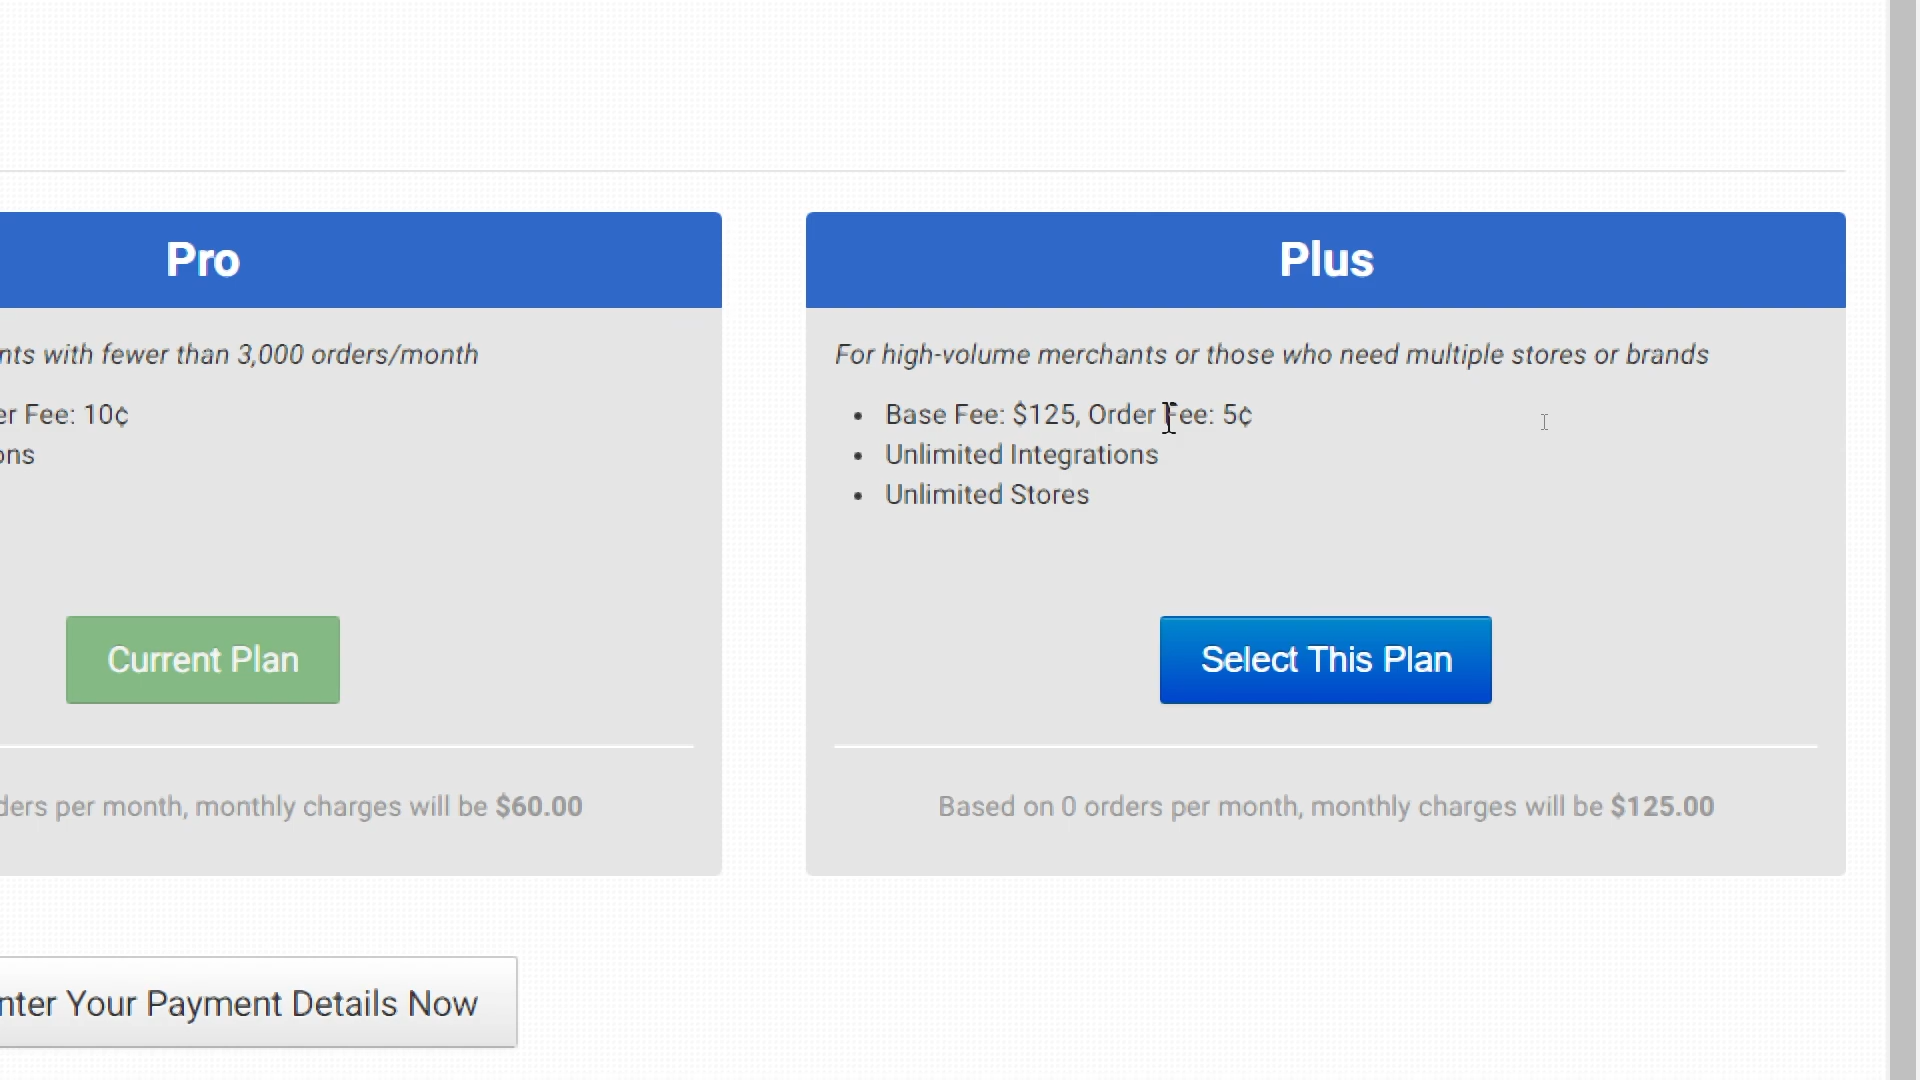 Pro
nts with fewer than 3,000 orders/month
er Fee: 10¢
ons
Current Plan
ders per month, monthly charges will be $60.00
nter Your Payment Details Now
Plus
For high-volume merchants or those who need multiple stores or brands
• Base Fee: $125, Order Fee: 5¢
• Unlimited Integrations
• Unlimited Stores
Select This Plan
Based on 0 orders per month, monthly charges will be $125.00